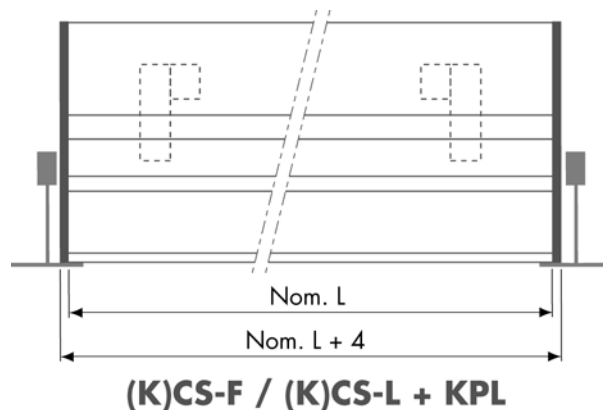 Nom. L
Nom. L + 4
(K)CS-F / (K)CS-L + KPL